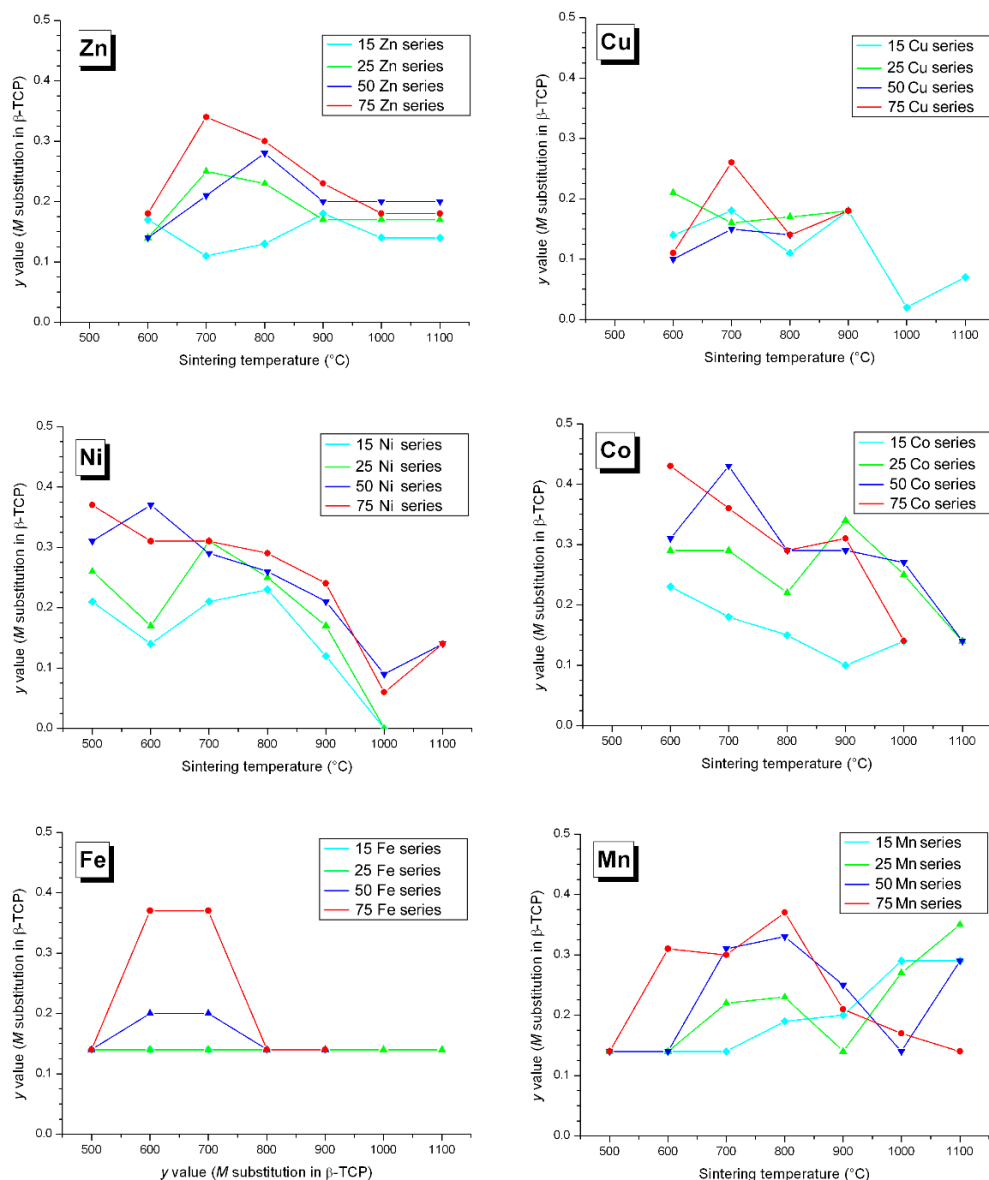 Zn
15 Zn series
25 Zn series
50 Zn series
75 Zn series
y value (M substitution in β-TCP)
0.5
0.4
0.3
0.2
0.1
0.0
500 600 700 800 900 1000 1100
Sintering temperature (°C)
Cu
15 Cu series
25 Cu series
50 Cu series
75 Cu series
y value (M substitution in β-TCP)
0.5
0.4
0.3
0.2
0.1
0.0
500 600 700 800 900 1000 1100
Sintering temperature (°C)
Ni
15 Ni series
25 Ni series
50 Ni series
75 Ni series
y value (M substitution in β-TCP)
0.5
0.4
0.3
0.2
0.1
0.0
500 600 700 800 900 1000 1100
Sintering temperature (°C)
Co
15 Co series
25 Co series
50 Co series
75 Co series
y value (M substitution in β-TCP)
0.5
0.4
0.3
0.2
0.1
0.0
500 600 700 800 900 1000 1100
Sintering temperature (°C)
Fe
15 Fe series
25 Fe series
50 Fe series
75 Fe series
y value (M substitution in β-TCP)
0.5
0.4
0.3
0.2
0.1
0.0
500 600 700 800 900 1000 1100
y value (M substitution in β-TCP)
Mn
15 Mn series
25 Mn series
50 Mn series
75 Mn series
y value (M substitution in β-TCP)
0.5
0.4
0.3
0.2
0.1
0.0
500 600 700 800 900 1000 1100
Sintering temperature (°C)